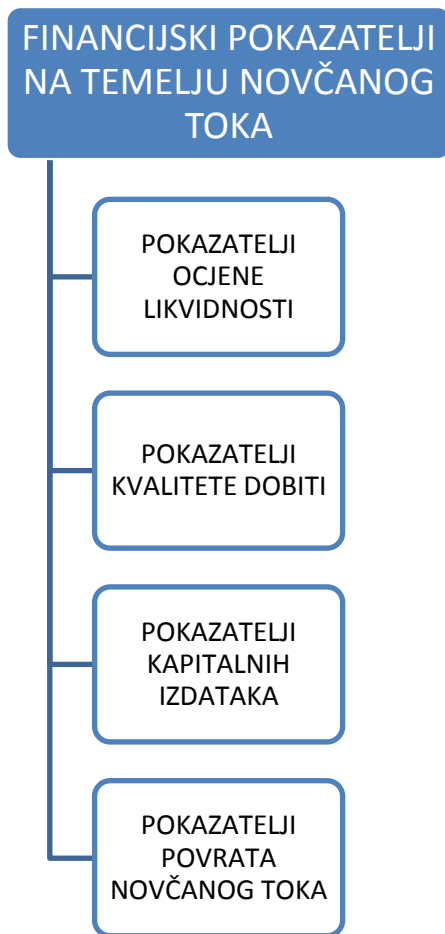 FINANCIJSKI POKAZATELJI
NA TEMELJU NOVČANOG
TOKA
POKAZATELJI
OCJENE
LIKVIDNOSTI
POKAZATELJI
KVALITETE DOBITI
POKAZATELJI
KAPITALNIH
IZDATAKA
POKAZATELJI
POVRATA
NOVČANOG TOKA